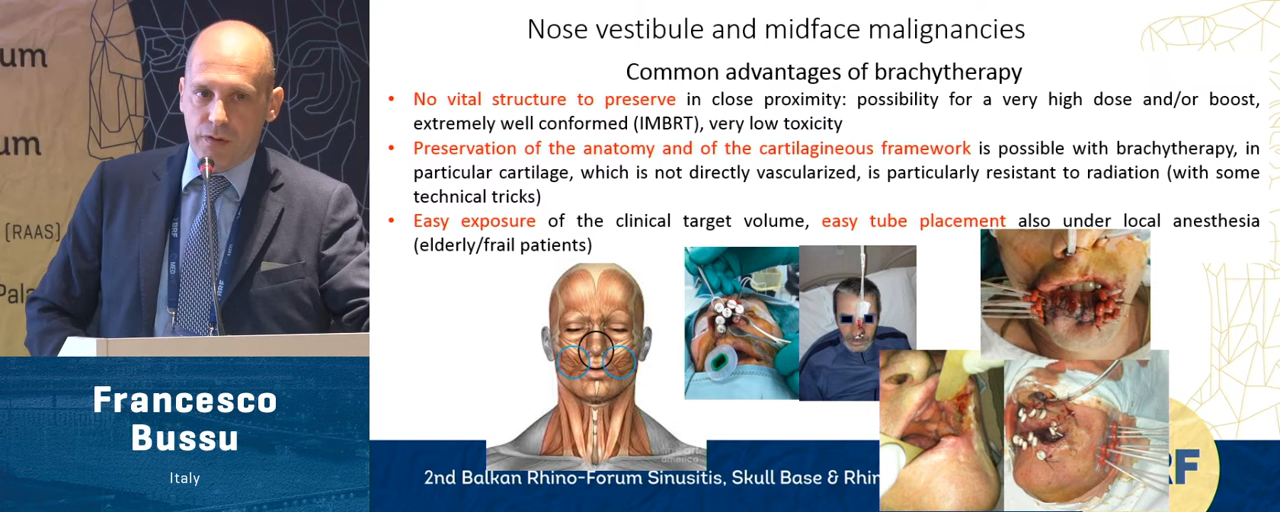 um
um
[RAAS]
Pala
Francesco
Bussu
Italy
Nose vestibule and midface malignancies
Common advantages of brachytherapy
• No vital structure to preserve in close proximity: possibility for a very high dose and/or boost,
extremely well conformed (IMBRT), very low toxicity
• Preservation of the anatomy and of the cartilagineous framework is possible with brachytherapy, in
particular cartilage, which is not directly vascularized, is particularly resistant to radiation (with some
technical tricks)
• Easy exposure of the clinical target volume, easy tube placement also under local anesthesia
(elderly/frail patients)
2nd Balkan Rhino-Forum Sinusitis, Skull Base & Rhin
RF